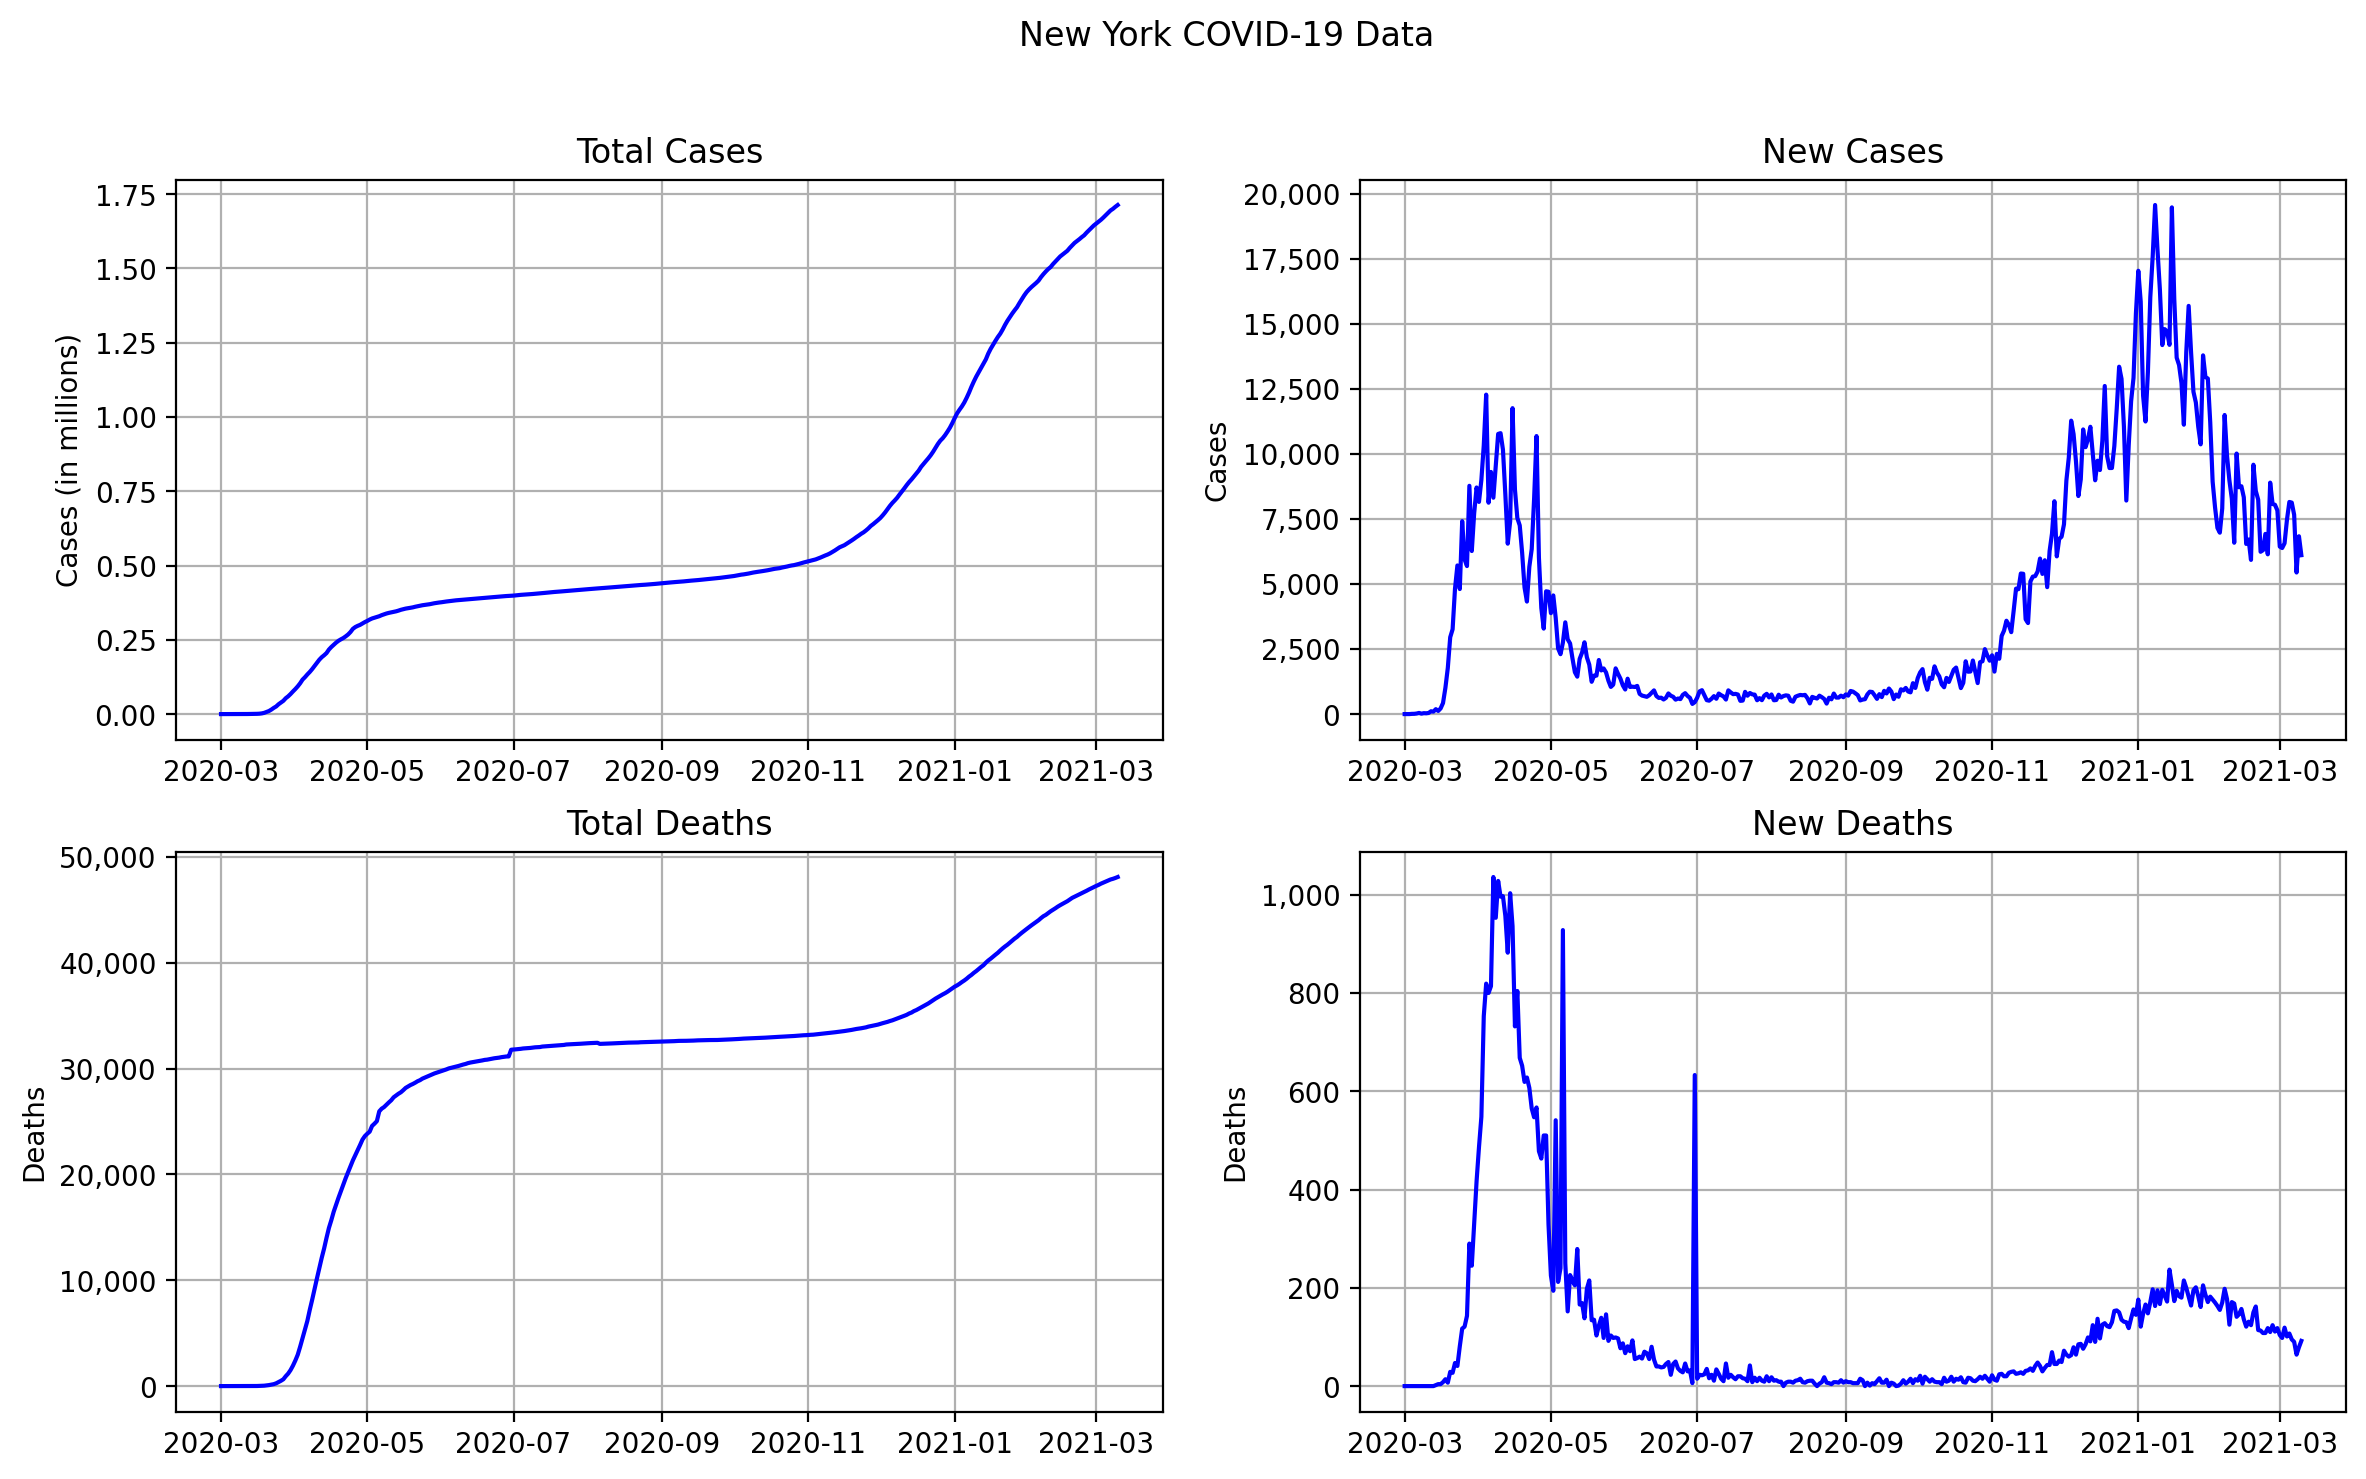 New York COVID-19 Data
Total Cases
Cases (in millions)
1.75
1.50
1.25
1.00
0.75
0.50
0.25
0.00
2020-03 2020-05 2020-07 2020-09 2020-11 2021-01 2021-03
New Cases
Cases
20,000
17,500
15,000
12,500
10,000
7,500
5,000
2,500
0
2020-03 2020-05 2020-07 2020-09 2020-11 2021-01 2021-03
Total Deaths
Deaths
50,000
40,000
30,000
20,000
10,000
0
2020-03 2020-05 2020-07 2020-09 2020-11 2021-01 2021-03
New Deaths
Deaths
1,000
800
600
400
200
0
2020-03 2020-05 2020-07 2020-09 2020-11 2021-01 2021-03